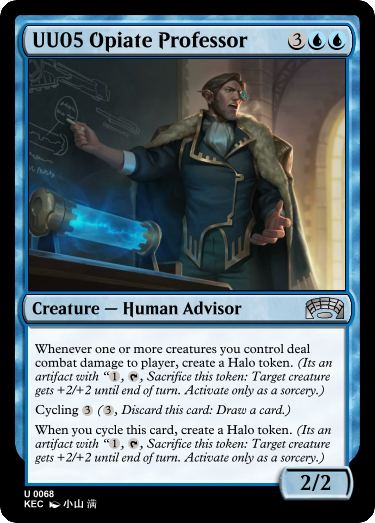 UU05 Opiate Professor 3
Creature — Human Advisor
Whenever one or more creatures you control deal
combat damage to player, create a Halo token. (Its an
artifact with “1, , Sacrifice this token: Target creature
gets +2/+2 until end of turn. Activate only as a sorcery.)
Cycling 3 (3, Discard this card: Draw a card.)
When you cycle this card, create a Halo token. (Its an
artifact with “1, , Sacrifice this token: Target creature
gets +2/+2 until end of turn. Activate only as a sorcery.)
2/2
U 0068
KEC 小山 满